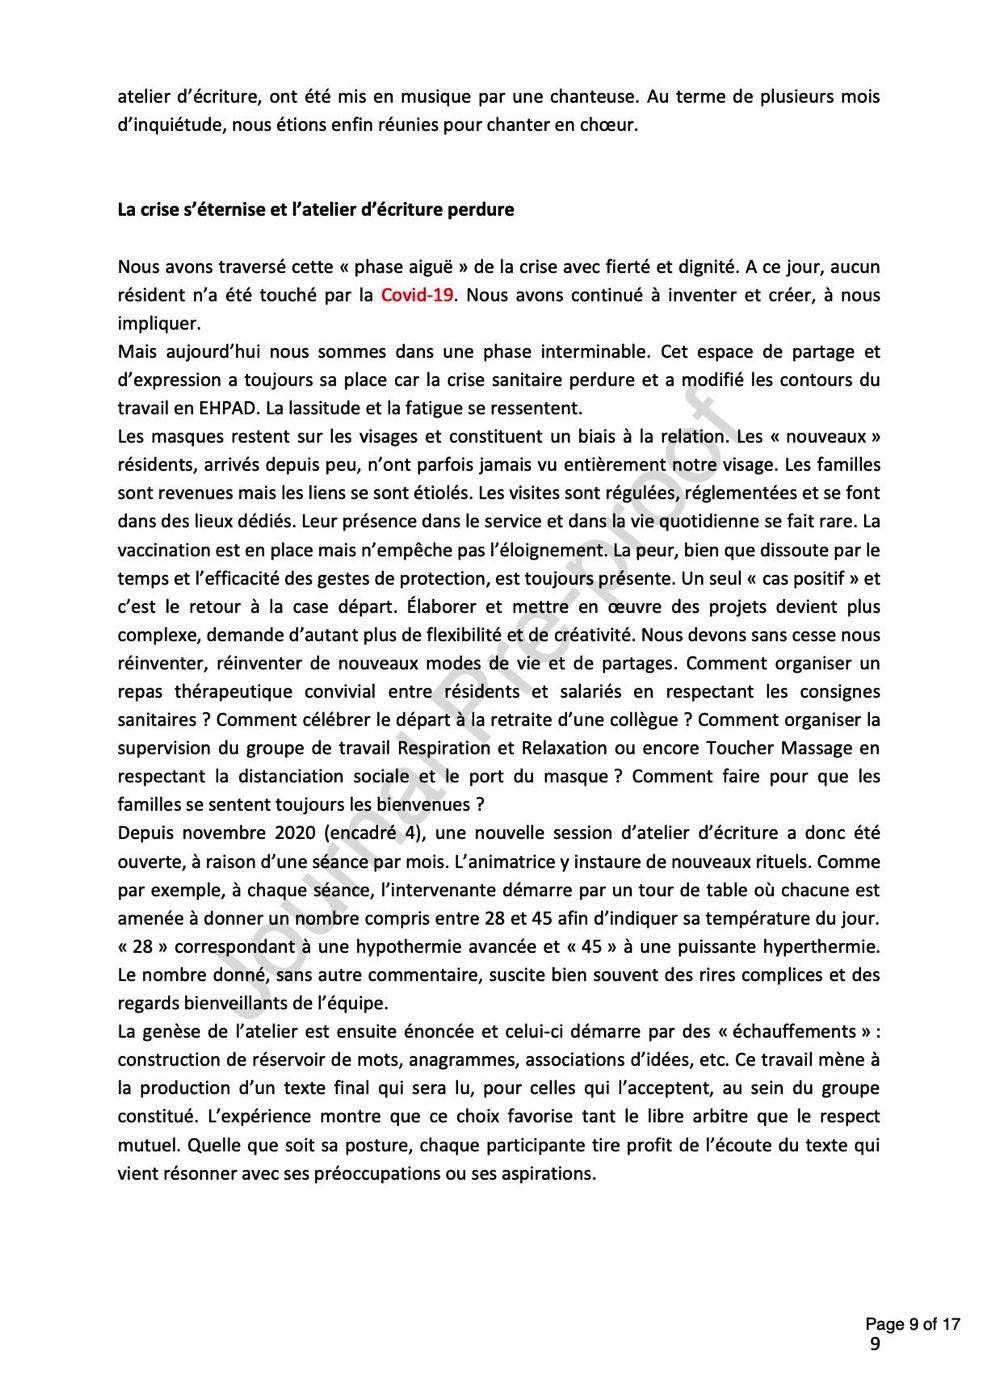 atelier d’écriture, ont été mis en musique par une chanteuse. Au terme de plusieurs mois
d’inquiétude, nous étions enfin réunies pour chanter en chœur.
La crise s’éternise et l’atelier d’écriture perdure
Nous avons traversé cette « phase aiguë » de la crise avec fierté et dignité. A ce jour, aucun
résident n’a été touché par la Covid-19. Nous avons continué à inventer et créer, à nous
impliquer.
Mais aujourd’hui nous sommes dans une phase interminable. Cet espace de partage et
d’expression a toujours sa place car la crise sanitaire perdure et a modifié les contours du
travail en EHPAD. La lassitude et la fatigue se ressentent.
Les masques restent sur les visages et constituent un biais à la relation. Les « nouveaux »
résidents, arrivés depuis peu, n’ont parfois jamais vu entièrement notre visage. Les familles
sont revenues mais les liens se sont étiolés. Les visites sont régulées, réglementées et se font
dans des lieux dédiés. Leur présence dans le service et dans la vie quotidienne se fait rare. La
vaccination est en place mais n’empêche pas l’éloignement. La peur, bien que dissoute par le
temps et l’efficacité des gestes de protection, est toujours présente. Un seul « cas positif » et
c’est le retour à la case départ. Élaborer et mettre en œuvre des projets devient plus
complexe, demande d’autant plus de flexibilité et de créativité. Nous devons sans cesse nous
réinventer, réinventer de nouveaux modes de vie et de partages. Comment organiser un
repas thérapeutique convivial entre résidents et salariés en respectant les consignes
sanitaires ? Comment célébrer le départ à la retraite d’une collègue ? Comment organiser la
supervision du groupe de travail Respiration et Relaxation ou encore Toucher Massage en
respectant la distanciation sociale et le port du masque ? Comment faire pour que les
familles se sentent toujours les bienvenues ?
Depuis novembre 2020 (encadré 4), une nouvelle session d’atelier d’écriture a donc été
ouverte, à raison d’une séance par mois. L’animatrice y instaure de nouveaux rituels. Comme
par exemple, à chaque séance, l’intervenante démarre par un tour de table où chacune est
amenée à donner un nombre compris entre 28 et 45 afin d’indiquer sa température du jour.
« 28 » correspondant à une hypothermie avancée et « 45 » à une puissante hyperthermie.
Le nombre donné, sans autre commentaire, suscite bien souvent des rires complices et des
regards bienveillants de l’équipe.
La genèse de l’atelier est ensuite énoncée et celui-ci démarre par des « échauffements » :
construction de réservoir de mots, anagrammes, associations d’idées, etc. Ce travail mène à
la production d’un texte final qui sera lu, pour celles qui l’acceptent, au sein du groupe
constitué. L’expérience montre que ce choix favorise tant le libre arbitre que le respect
mutuel. Quelle que soit sa posture, chaque participante tire profit de l’écoute du texte qui
vient résonner avec ses préoccupations ou ses aspirations.
Journal Pre-proof
Page 9 of 17
9